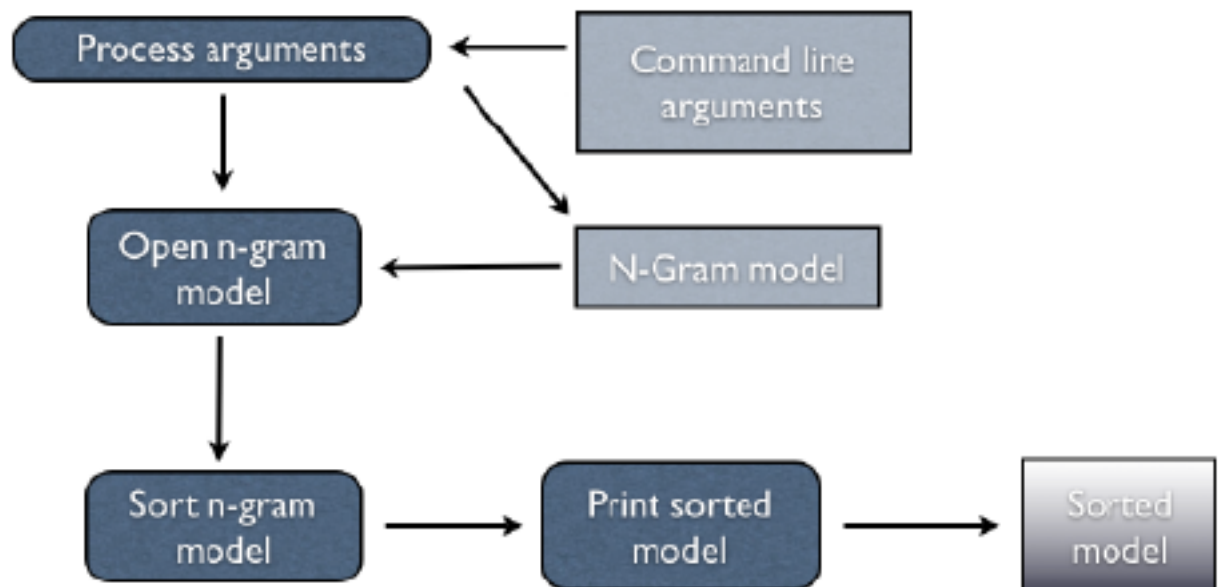 Process arguments
Command line
arguments
Open n-gram
model
N-Gram model
Sort n-gram
model
Print sorted
model
Sorted
model